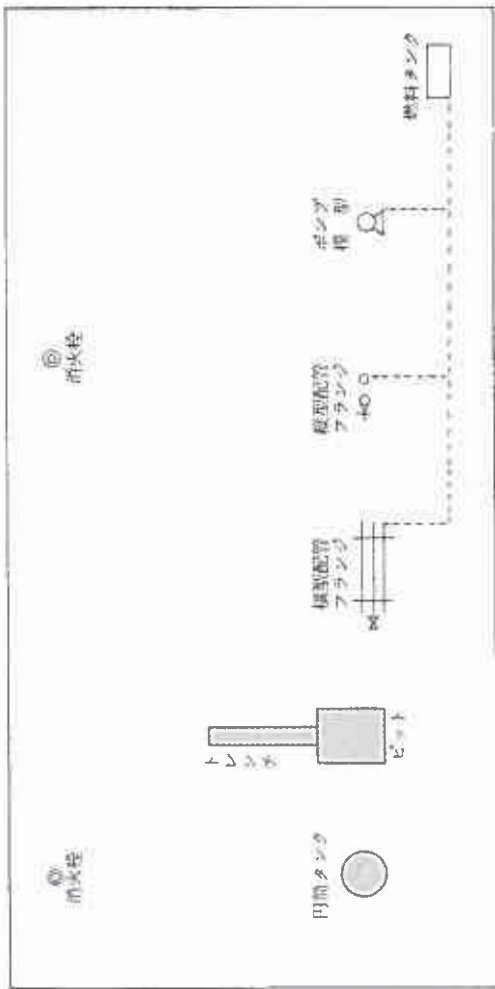 消火栓
消火栓
円筒タンク
トレンチ
ピット
横型配管
フランジ
縦型配管
フランジ
ポンプ
模型
燃料タンク